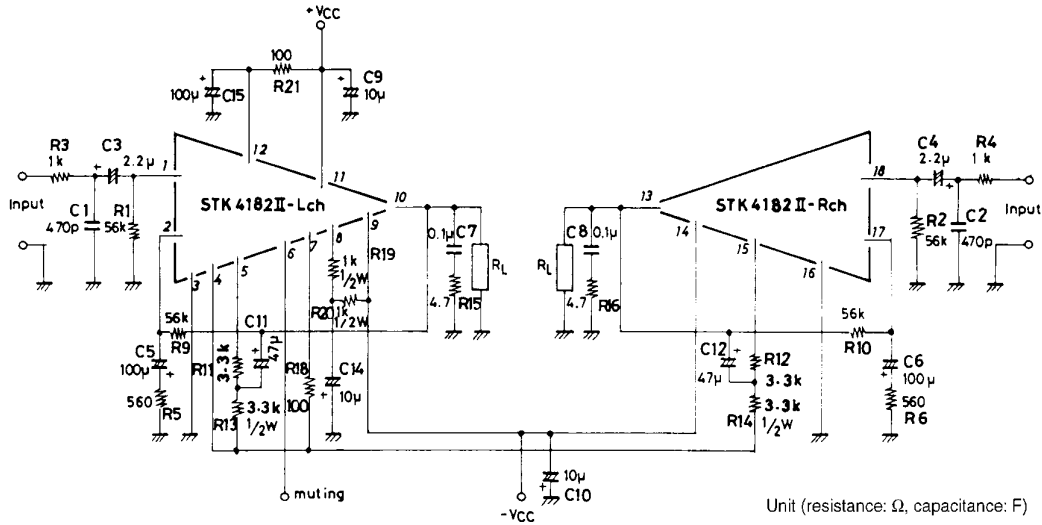 +VCC
100
R21
100μ
C15
C9
10μ
R3
1k
C3
2.2μ
C1
470p
R1
56k
Input
1
2
12
11
10
STK4182II-Lch
3
4
5
6
7
8
9
R19
1k
1/2W
R20
1k
1/2W
0.1μ
C7
4.7
R15
RL
56k
R9
C5
100μ
560
R5
R11
3.3k
C11
47μ
R13
3.3k
1/2W
R18
100
C14
10μ
muting
-VCC
10μ
C10
13
14
15
16
17
18
STK4182II-Rch
C8
0.1μ
RL
4.7
R16
C4
2.2μ
R4
1k
R2
56k
C2
470p
Input
56k
R10
C12
47μ
R12
3.3k
3.3k
R14
1/2W
C6
100μ
560
R6
Unit (resistance: Ω, capacitance: F)